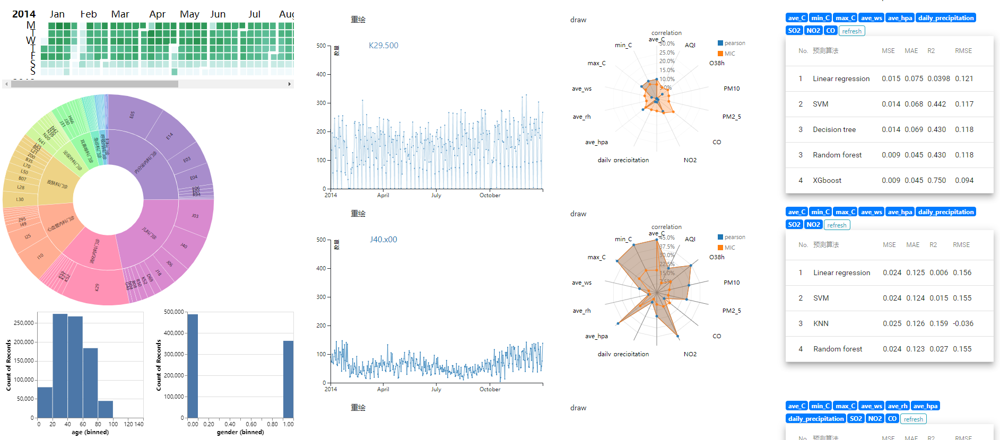 2014 Jan Feb Mar Apr May Jun Jul Aug
M
T
W
T
F
S
S
E05
E14
E03
E04
E06
E07
R94
内分泌内科门诊
J03
J40
J06
J18
D69
K52
R50
B08
儿科门诊
K29
K52
K59
消化内科门诊
I10
I25
I49
Z95
心血管内科门诊
L30
L28
B07
L50
L70
B35
Z00
L21
B02
L25
皮肤科门诊
N41
N20
N39
N47
泌尿外科门诊
J31
J30
H66
耳鼻喉科门诊
急诊科门诊
Count of Records
250,000
200,000
150,000
100,000
50,000
0
0 20 40 60 80 100 120 140
age (binned)
Count of Records
500,000
400,000
300,000
200,000
100,000
0
0.00 0.20 0.40 0.60 0.80 1.00
gender (binned)
重绘
K29.500
数量
500
400
300
200
100
0
2014 April July October
重绘
J40.x00
数量
500
400
300
200
100
0
2014 April July October
重绘
draw
correlation
ave_C
AQI
O38h
PM10
PM2_5
CO
NO2
daily_precipitation
ave_hpa
ave_rh
ave_ws
max_C
min_C
30.0%
25.0%
20.0%
15.0%
10.0%
5.0%
pearson
MIC
draw
correlation
ave_C
AQI
O38h
PM10
PM2_5
CO
NO2
daily_precipitation
ave_hpa
ave_rh
ave_ws
max_C
min_C
45.0%
37.5%
30.0%
22.5%
15.0%
7.5%
pearson
MIC
draw
ave_C min_C max_C ave_ws ave_hpa daily_precipitation
SO2 NO2 CO refresh
No. 预测算法 MSE MAE R2 RMSE
1 Linear regression 0.015 0.075 0.0398 0.121
2 SVM 0.014 0.068 0.442 0.117
3 Decision tree 0.014 0.069 0.430 0.118
3 Random forest 0.009 0.045 0.430 0.118
4 XGboost 0.009 0.045 0.750 0.094
ave_C min_C max_C ave_ws ave_hpa daily_precipitation
SO2 NO2 refresh
No. 预测算法 MSE MAE R2 RMSE
1 Linear regression 0.024 0.125 0.006 0.156
2 SVM 0.024 0.124 0.015 0.155
3 KNN 0.025 0.126 0.159 -0.036
4 Random forest 0.024 0.123 0.027 0.155
ave_C min_C max_C ave_ws ave_rh ave_hpa
daily_precipitation SO2 NO2 CO refresh
No. 预测算法 MSE MAE R2 RMSE